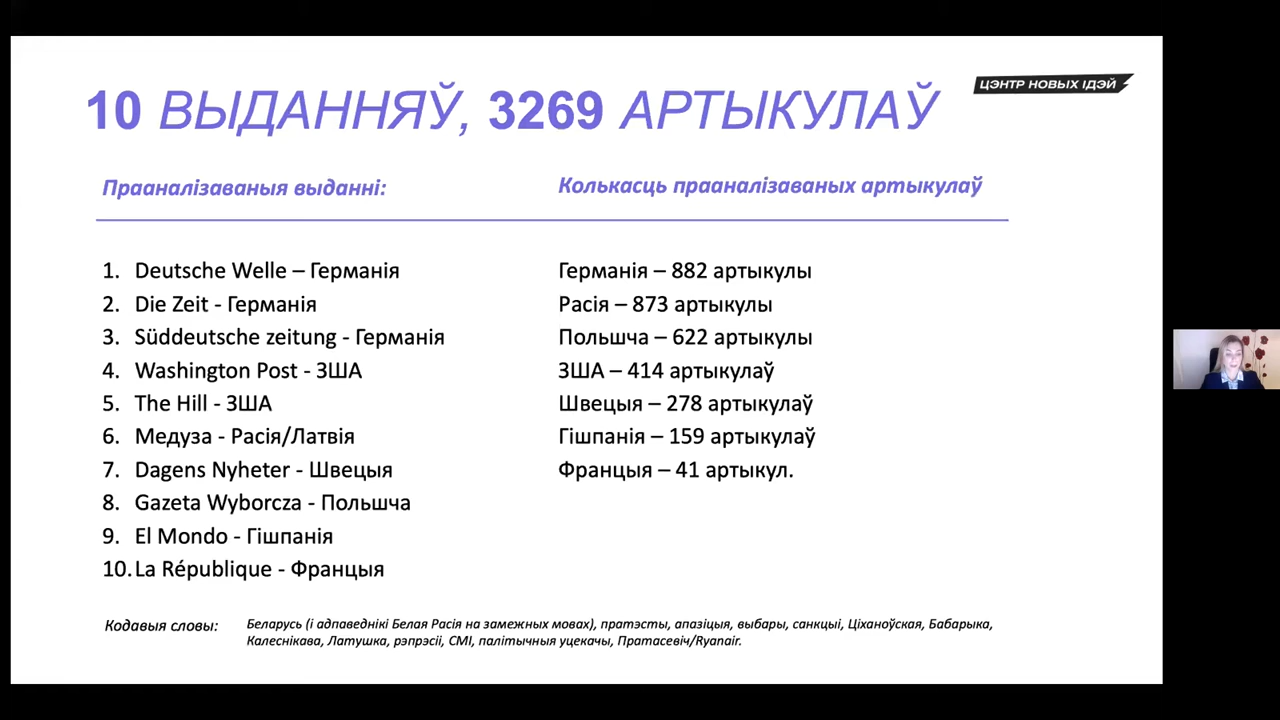 ЦЭНТР НОВЫХ ІДЭЙ
10 ВЫДАННЯЎ, 3269 АРТЫКУЛАЎ
Прааналізаваныя выданні:
1. Deutsche Welle – Германія
2. Die Zeit - Германія
3. Süddeutsche zeitung - Германія
4. Washington Post - ЗША
5. The Hill - ЗША
6. Медуза - Расія/Латвія
7. Dagens Nyheter - Швецыя
8. Gazeta Wyborcza - Польшча
9. El Mondo - Гішпанія
10. La République - Францыя
Колькасць прааналізаваных артыкулаў
Германія – 882 артыкулы
Расія – 873 артыкулы
Польшча – 622 артыкулы
ЗША – 414 артыкулаў
Швецыя – 278 артыкулаў
Гішпанія – 159 артыкулаў
Францыя – 41 артыкул.
Кодавыя словы:
Беларусь (і адпаведнікі Белая Расія на замежных мовах), пратэсты, апазіцыя, выбары, санкцыі, Ціханоўская, Бабарыка,
Калеснікава, Латушка, рэпрэсіі, СМІ, палітычныя уцекачы, Пратасевіч/Ryanair.